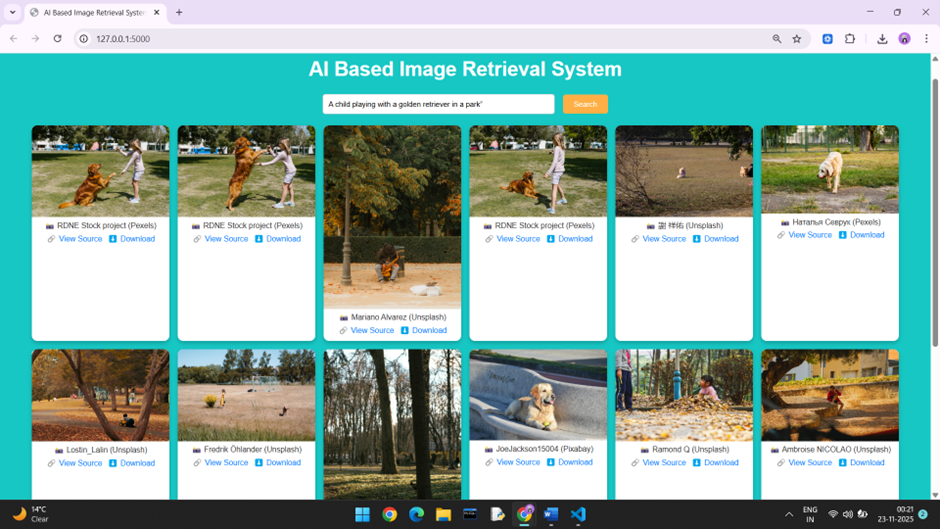 AI Based Image Retrieval System
127.0.0.1:5000
AI Based Image Retrieval System
A child playing with a golden retriever in a park"
Search
RDNE Stock project (Pexels)
View Source Download
RDNE Stock project (Pexels)
View Source Download
Mariano Alvarez (Unsplash)
View Source Download
RDNE Stock project (Pexels)
View Source Download
謝 祥祐 (Unsplash)
View Source Download
Наталья Севрук (Pexels)
View Source Download
Lostin_Lalin (Unsplash)
View Source Download
Fredrik Öhlander (Unsplash)
View Source Download
JoeJackson15004 (Pixabay)
View Source Download
Ramond Q (Unsplash)
View Source Download
Ambroise NICOLAO (Unsplash)
View Source Download
14°C
Clear
ENG
IN
00:21
23-11-2025
2